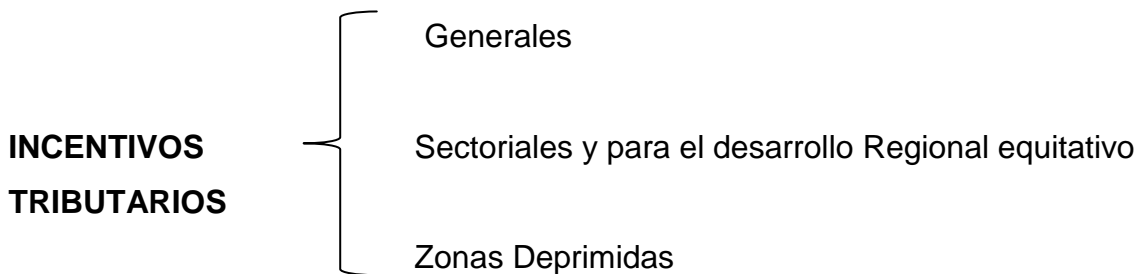 Generales
INCENTIVOS
TRIBUTARIOS
Sectoriales y para el desarrollo Regional equitativo
Zonas Deprimidas